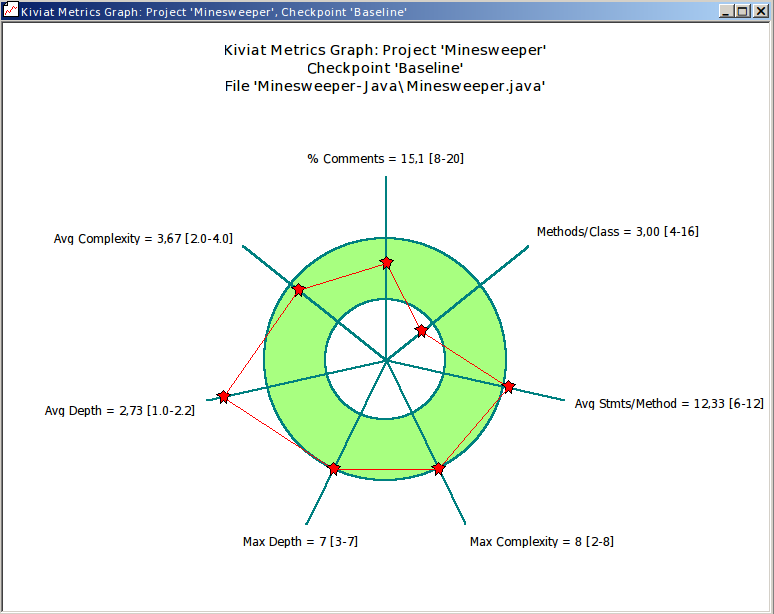 Kiviat Metrics Graph: Project 'Minesweeper', Checkpoint 'Baseline'
Kiviat Metrics Graph: Project 'Minesweeper'
Checkpoint 'Baseline'
File 'Minesweeper-Java\Minesweeper.java'
% Comments = 15,1 [8-20]
Methods/Class = 3,00 [4-16]
Avg Complexity = 3,67 [2.0-4.0]
Avg Stmts/Method = 12,33 [6-12]
Avg Depth = 2,73 [1.0-2.2]
Max Depth = 7 [3-7]
Max Complexity = 8 [2-8]